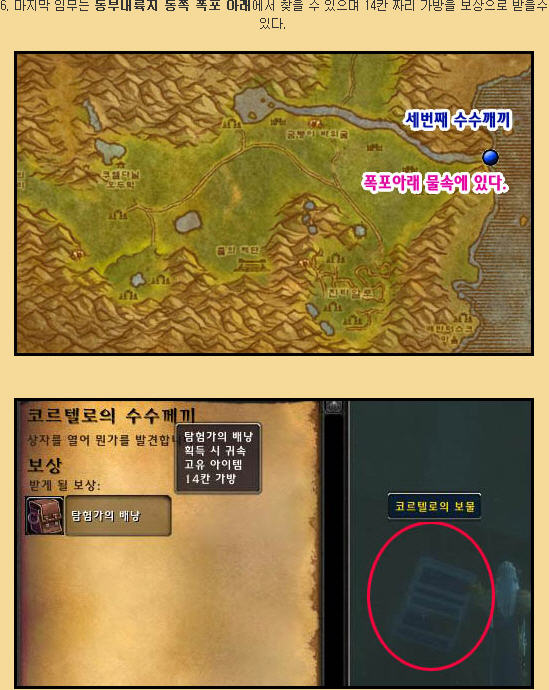 6. 마지막 임무는 동부내륙지 동쪽 폭포 아래에서 찾을 수 있으며 14칸 짜리 가방을 보상으로 받을수
있다.
세번째 수수께끼
폭포아래 물속에 있다.
코르텔로의 수수께끼
상자를 열어 뭔가를 발견합니
탐험가의 배낭
획득 시 귀속
고유 아이템
14칸 가방
보상
받게 될 보상:
탐험가의 배낭
코르텔로의 보물